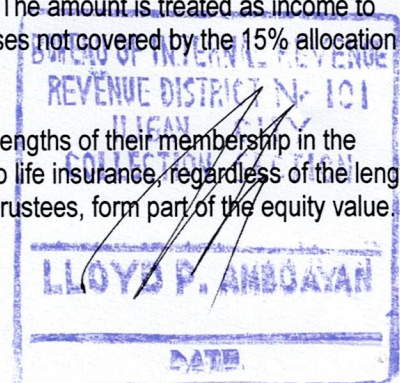 The amount is treated as income to
ses not covered by the 15% allocation
BUREAU OF INTERNAL REVENUE
REVENUE DISTRICT No 101
ILIGAN CITY
engths of their membership in the
COLLECTION SECTION
o life insurance, regardless of the leng
rustees, form part of the equity value.
LLOYD P. AMBOAYAN
DATE